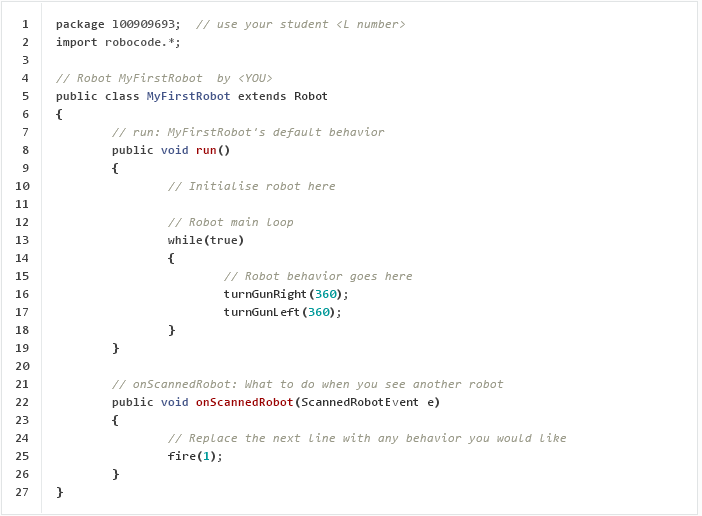 1 package l00909693;  // use your student <L number>
2 import robocode.*;
3
4 // Robot MyFirstRobot  by <YOU>
5 public class MyFirstRobot extends Robot
6 {
7         // run: MyFirstRobot's default behavior
8         public void run()
9         {
10                 // Initialise robot here
11
12                 // Robot main loop
13                 while(true)
14                 {
15                         // Robot behavior goes here
16                         turnGunRight(360);
17                         turnGunLeft(360);
18                 }
19         }
20
21         // onScannedRobot: What to do when you see another robot
22         public void onScannedRobot(ScannedRobotEvent e)
23         {
24                 // Replace the next line with any behavior you would like
25                 fire(1);
26         }
27 }